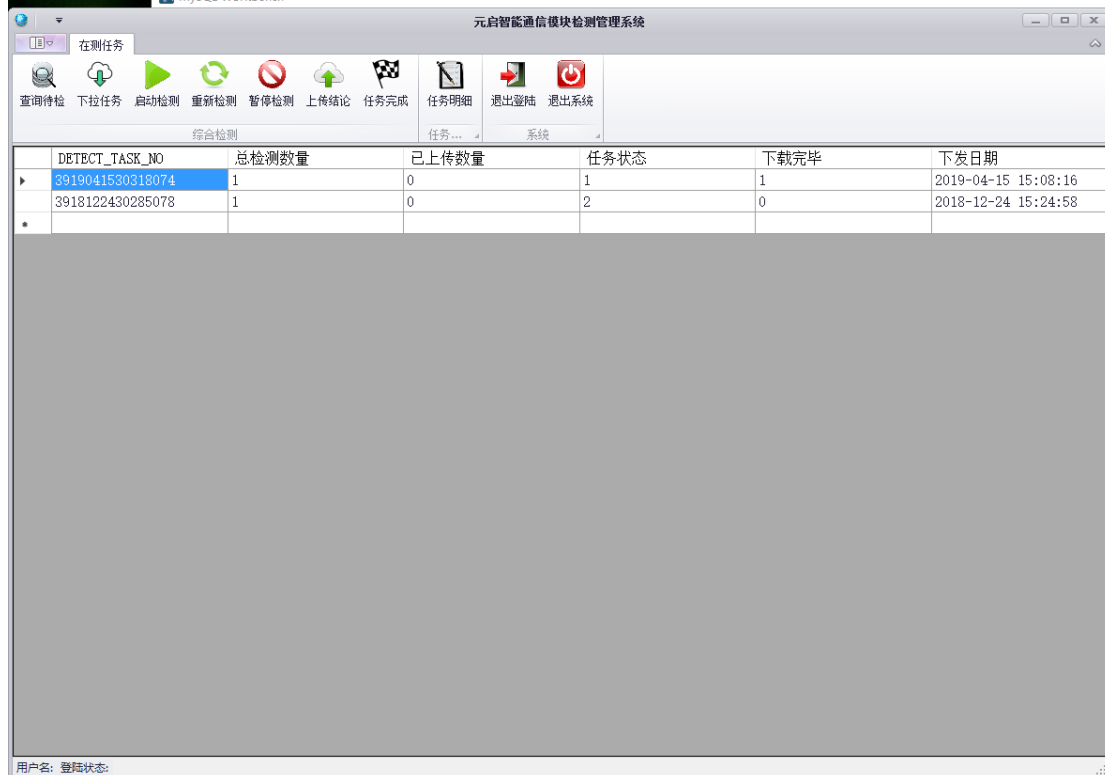 元启智能通信模块检测管理系统
在测任务
查询待检 下拉任务 启动检测 重新检测 暂停检测 上传结论 任务完成 任务明细 退出登陆 退出系统
综合检测 任务... 系统
DETECT_TASK_NO 总检测数量 已上传数量 任务状态 下载完毕 下发日期
3919041530318074 1 0 1 1 2019-04-15 15:08:16
3918122430285078 1 0 2 0 2018-12-24 15:24:58
用户名: 登陆状态: